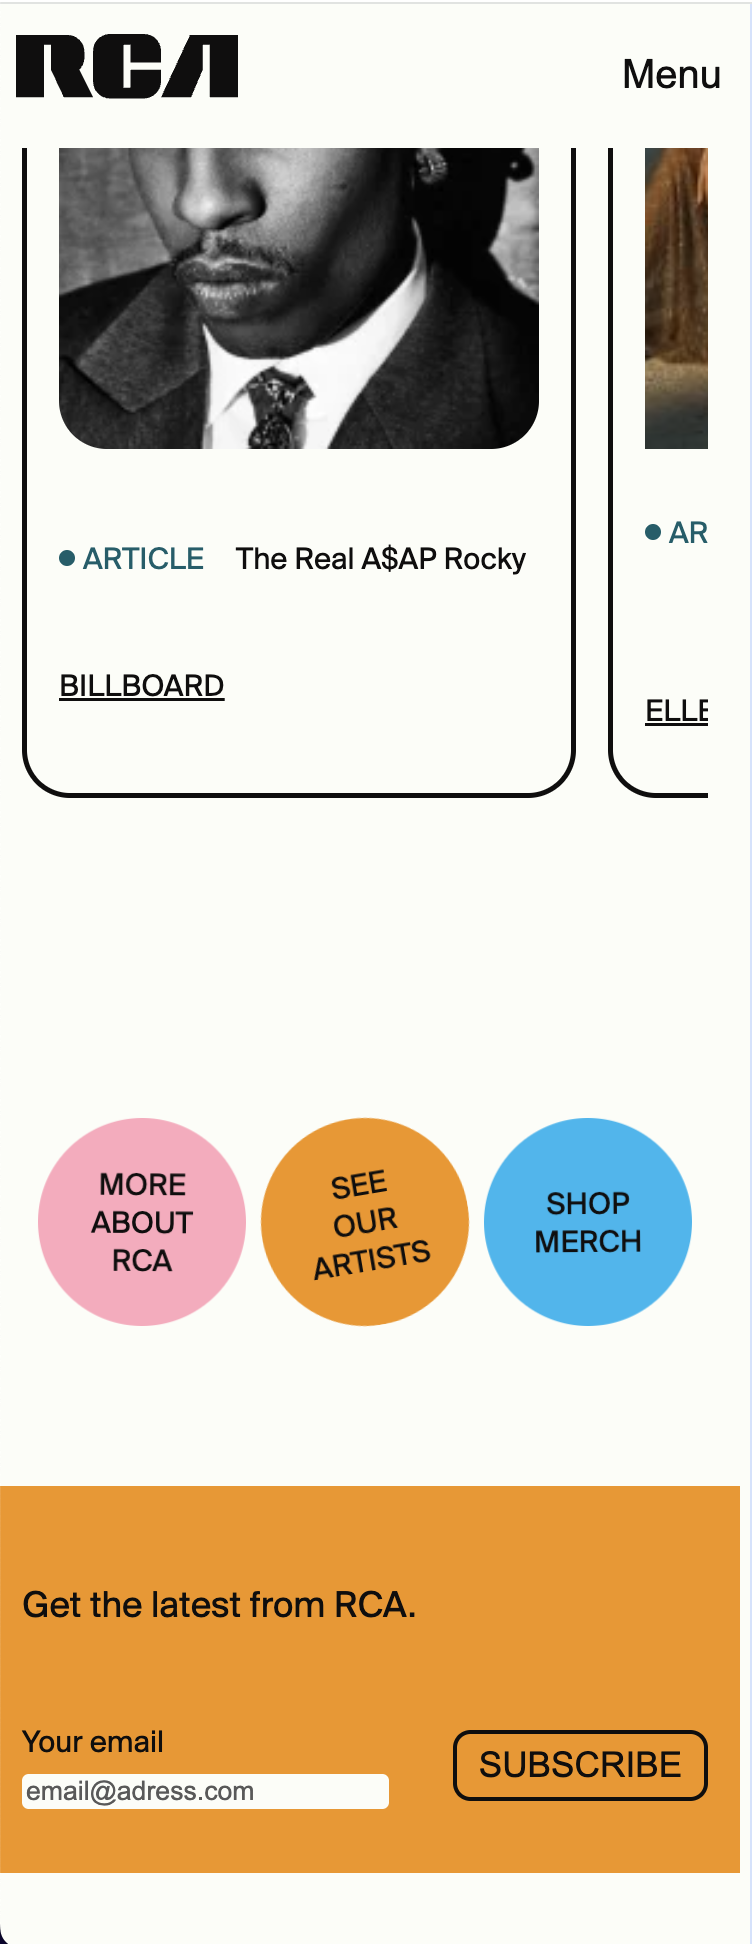 RCA
Menu
ARTICLE The Real A$AP Rocky
BILLBOARD
AR
ELLE
MORE
ABOUT
RCA
SEE
OUR
ARTISTS
SHOP
MERCH
Get the latest from RCA.
Your email
email@adress.com
SUBSCRIBE